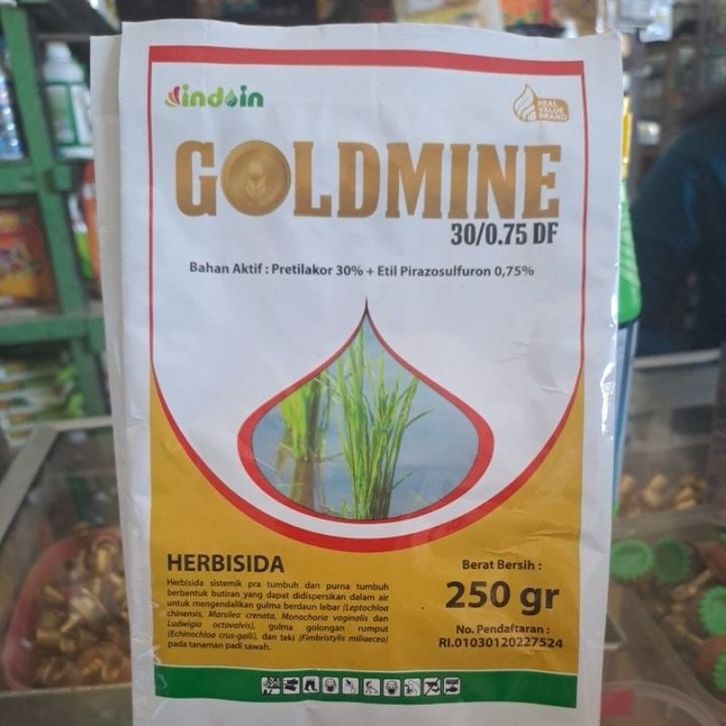 indoin
REAL
VALUE
BRAND
GOLDMINE
30/0.75 DF
Bahan Aktif : Pretilakor 30% + Etil Pirazosulfuron 0,75%
HERBISIDA
Herbisida sistemik pra tumbuh dan purna tumbuh
berbentuk butiran yang dapat didispersikan dalam air
untuk mengendalikan gulma berdaun lebar (Leptochloa
chinensis, Marsilea crenata, Monochoria vaginalis dan
Ludwigia octovalvis), gulma golongan rumput
(Echinochloa crus-galli), dan teki (Fimbristylis miliacea)
pada tanaman padi sawah.
Berat Bersih :
250 gr
No. Pendaftaran :
RI.01030120227524